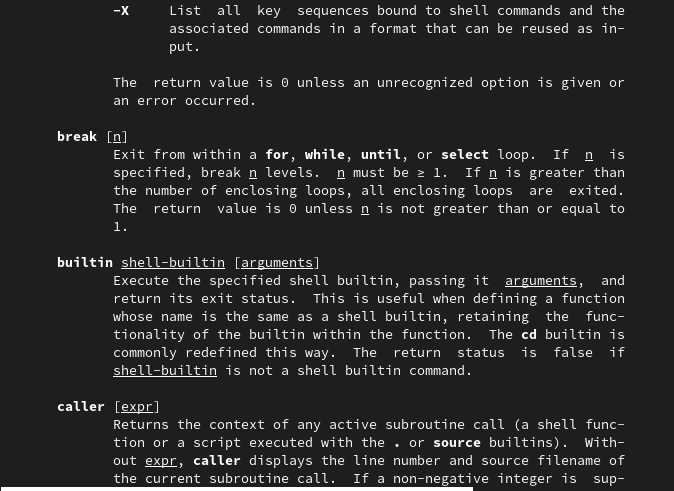 -X List all key sequences bound to shell commands and the
associated commands in a format that can be reused as in‐
put.
The return value is 0 unless an unrecognized option is given or
an error occurred.
break [n]
Exit from within a for, while, until, or select loop. If n is
specified, break n levels. n must be ≥ 1. If n is greater than
the number of enclosing loops, all enclosing loops are exited.
The return value is 0 unless n is not greater than or equal to
1.
builtin shell-builtin [arguments]
Execute the specified shell builtin, passing it arguments, and
return its exit status. This is useful when defining a function
whose name is the same as a shell builtin, retaining the func‐
tionality of the builtin within the function. The cd builtin is
commonly redefined this way. The return status is false if
shell-builtin is not a shell builtin command.
caller [expr]
Returns the context of any active subroutine call (a shell func‐
tion or a script executed with the . or source builtins). With‐
out expr, caller displays the line number and source filename of
the current subroutine call. If a non-negative integer is sup‐